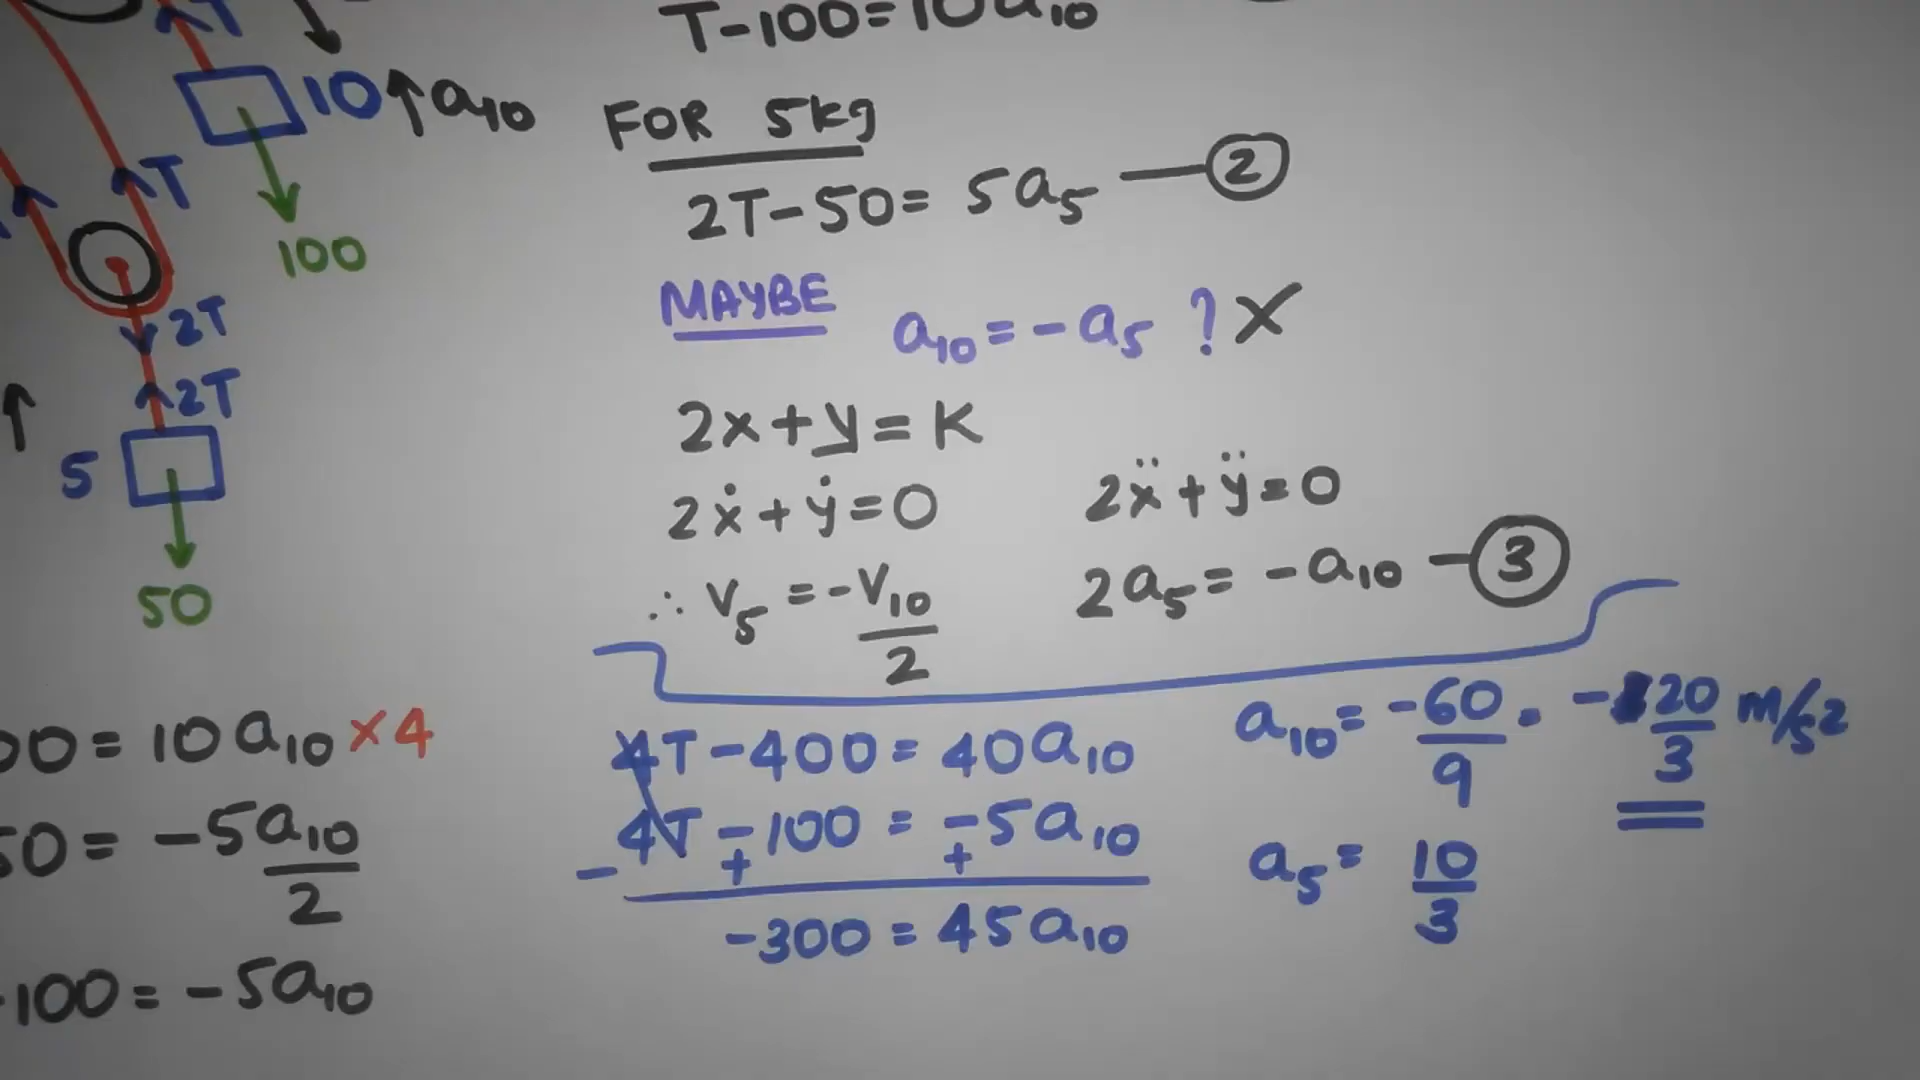 T
T-100=10a₁₀
10 ↑a₁₀
FOR 5kg
T
100
2T-50= 5a₅ — ②
2T
MAYBE a₁₀=-a₅ ? X
2T
2x+y=K
5
2ẋ+ẏ=0
2ẍ+ÿ=0
50
∴ V₅ =-V₁₀/2
2a₅= -a₁₀ — ③
00= 10a₁₀ ×4
50= -5a₁₀/2
-100= -5a₁₀
4T-400= 40a₁₀
4T-100 = -5a₁₀
- + +
-300 = 45a₁₀
a₁₀= -60/9 = -20/3 m/s2
a₅= 10/3